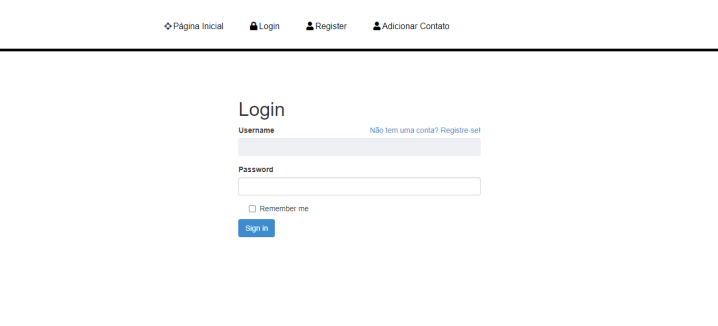 Página Inicial Login Register Adicionar Contato
Login
Username Não tem uma conta? Registre-se!
Password
Remember me
Sign in